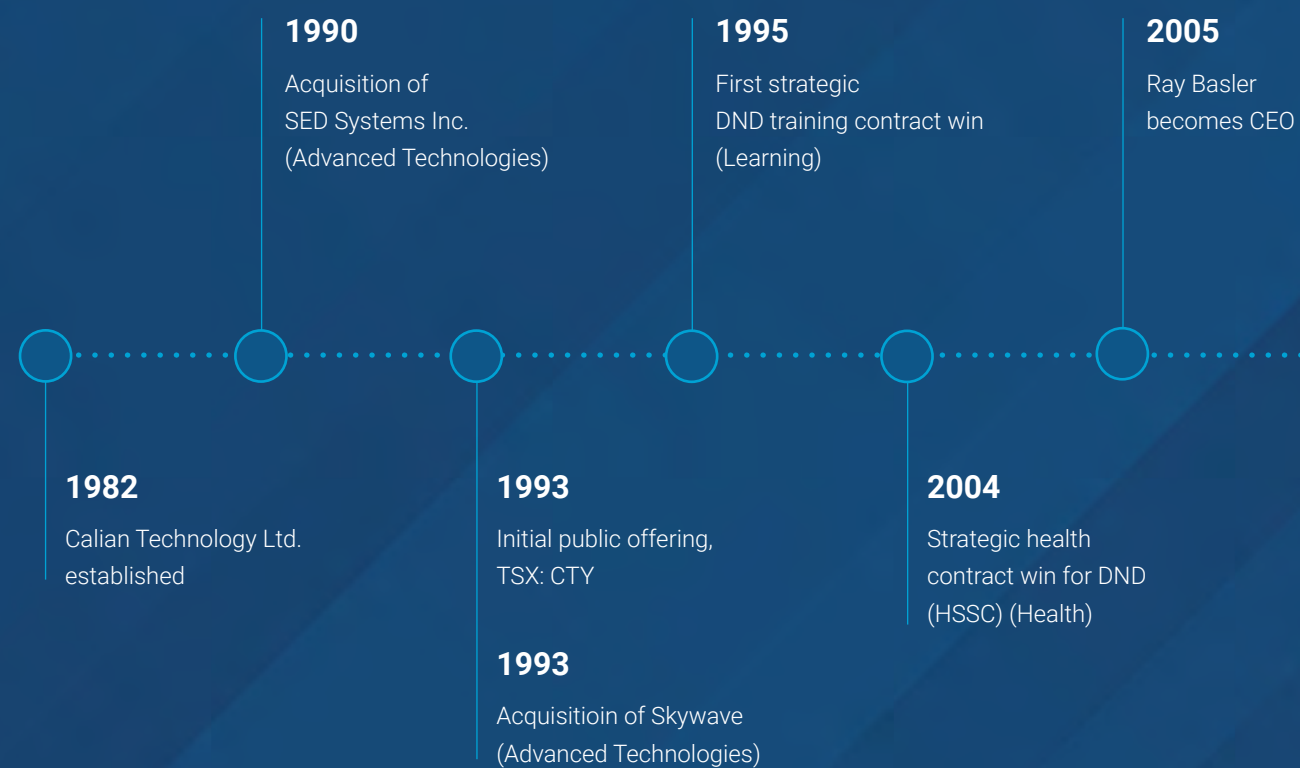 1982
Calian Technology Ltd.
established
1990
Acquisition of
SED Systems Inc.
(Advanced Technologies)
1993
Initial public offering,
TSX: CTY
1993
Acquisitioin of Skywave
(Advanced Technologies)
1995
First strategic
DND training contract win
(Learning)
2004
Strategic health
contract win for DND
(HSSC) (Health)
2005
Ray Basler
becomes CEO